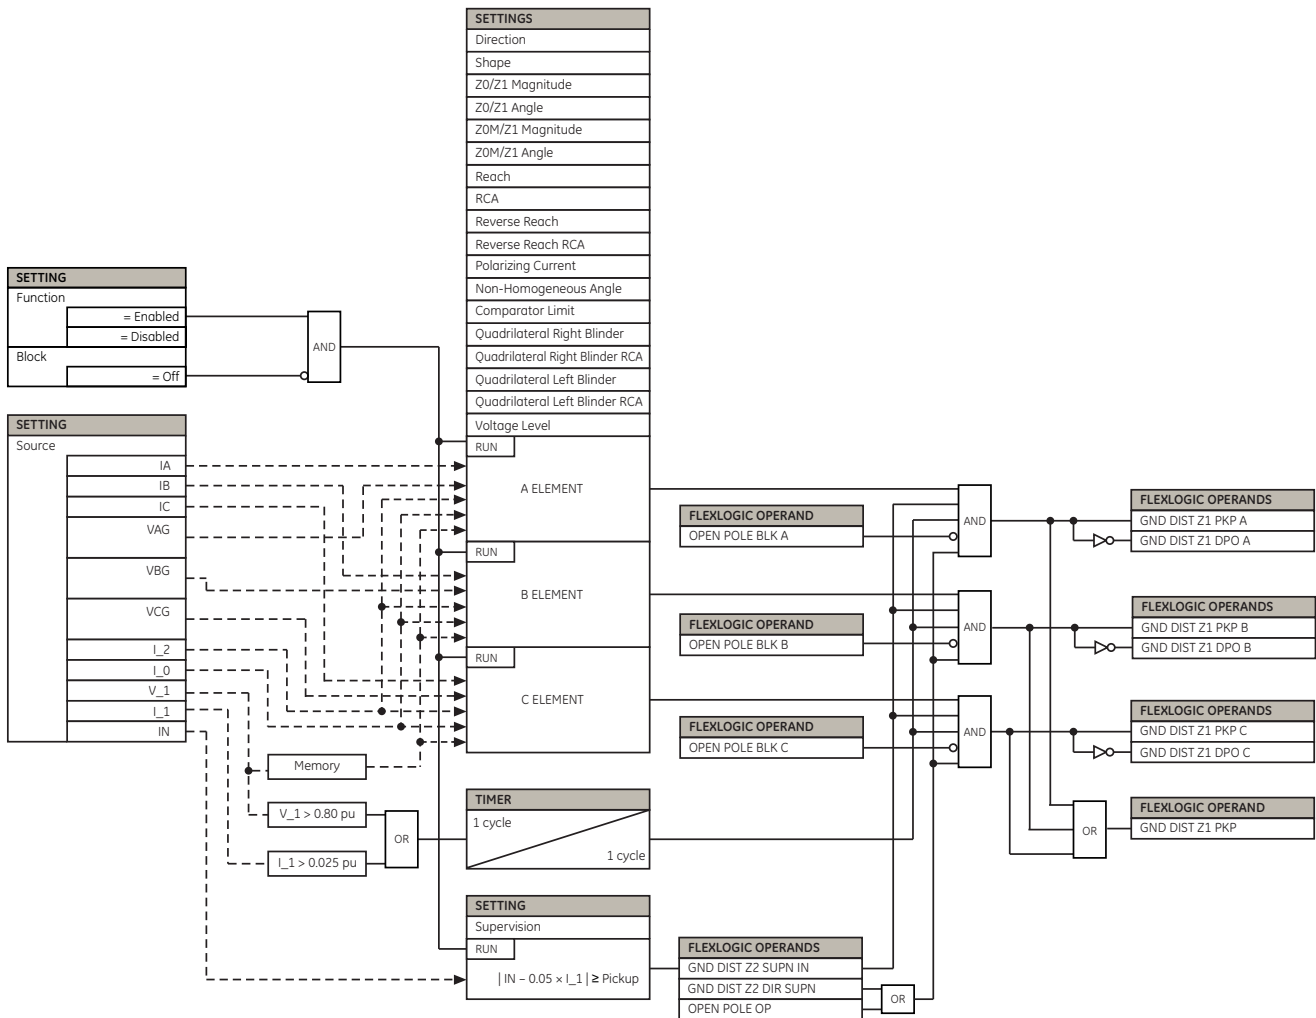 SETTINGS
Direction
Shape
Z0/Z1 Magnitude
Z0/Z1 Angle
Z0M/Z1 Magnitude
Z0M/Z1 Angle
Reach
RCA
Reverse Reach
Reverse Reach RCA
Polarizing Current
Non-Homogeneous Angle
Comparator Limit
Quadrilateral Right Blinder
Quadrilateral Right Blinder RCA
Quadrilateral Left Blinder
Quadrilateral Left Blinder RCA
Voltage Level
RUN
A ELEMENT
RUN
B ELEMENT
RUN
C ELEMENT
SETTING
Function
= Enabled
= Disabled
Block
= Off
AND
SETTING
Source
IA
IB
IC
VAG
VBG
VCG
I_2
I_0
V_1
I_1
IN
Memory
V_1 > 0.80 pu
I_1 > 0.025 pu
OR
TIMER
1 cycle
1 cycle
SETTING
Supervision
RUN
| IN – 0.05 × I_1 | ≥ Pickup
FLEXLOGIC OPERAND
OPEN POLE BLK A
FLEXLOGIC OPERAND
OPEN POLE BLK B
FLEXLOGIC OPERAND
OPEN POLE BLK C
FLEXLOGIC OPERANDS
GND DIST Z2 SUPN IN
GND DIST Z2 DIR SUPN
OPEN POLE OP
OR
AND
AND
AND
FLEXLOGIC OPERANDS
GND DIST Z1 PKP A
GND DIST Z1 DPO A
FLEXLOGIC OPERANDS
GND DIST Z1 PKP B
GND DIST Z1 DPO B
FLEXLOGIC OPERANDS
GND DIST Z1 PKP C
GND DIST Z1 DPO C
OR
FLEXLOGIC OPERAND
GND DIST Z1 PKP